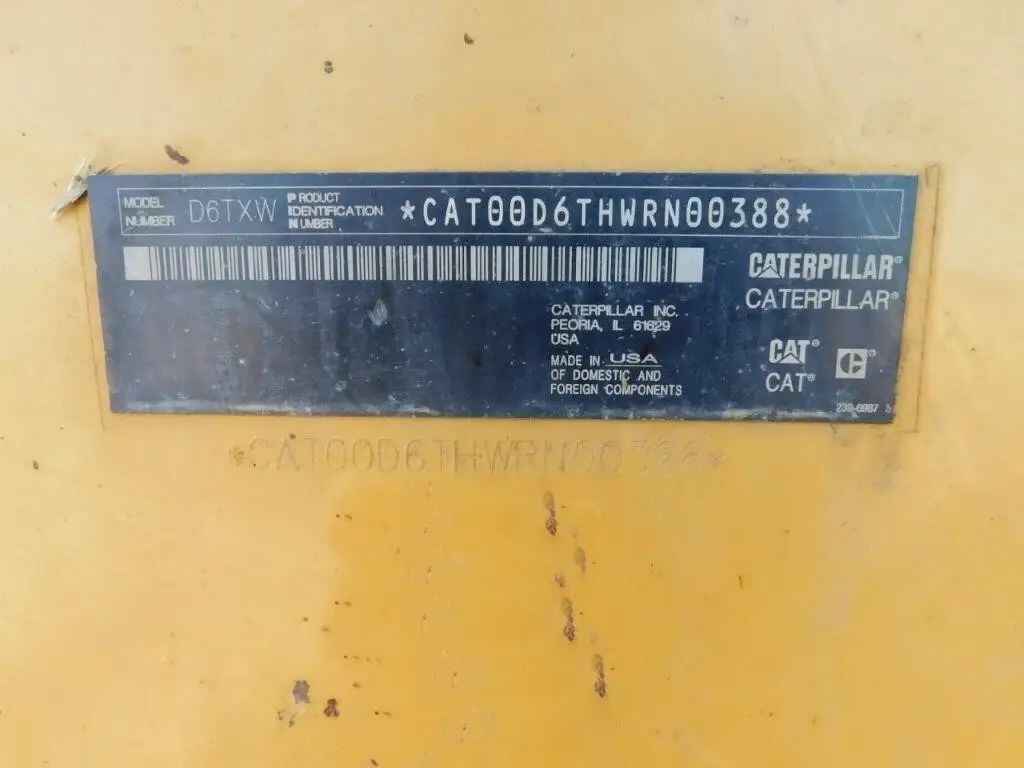 MODEL NUMBER D6TXW PRODUCT IDENTIFICATION NUMBER *CAT00D6THWRN00388*
CATERPILLAR®
CATERPILLAR®
CATERPILLAR INC.
PEORIA, IL 61629
USA
MADE IN USA
OF DOMESTIC AND
FOREIGN COMPONENTS
CAT®
CAT®
*CAT00D6THWRN00388*